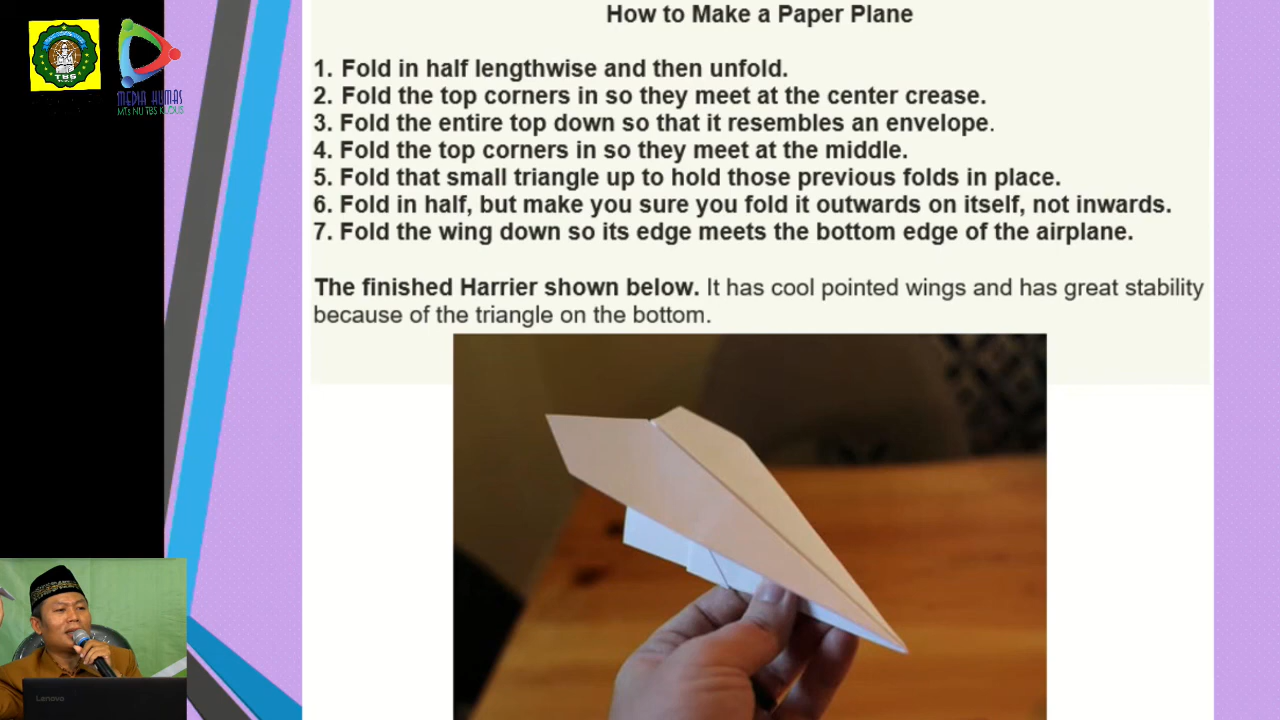 How to Make a Paper Plane
1. Fold in half lengthwise and then unfold.
2. Fold the top corners in so they meet at the center crease.
3. Fold the entire top down so that it resembles an envelope.
4. Fold the top corners in so they meet at the middle.
5. Fold that small triangle up to hold those previous folds in place.
6. Fold in half, but make you sure you fold it outwards on itself, not inwards.
7. Fold the wing down so its edge meets the bottom edge of the airplane.
The finished Harrier shown below. It has cool pointed wings and has great stability
because of the triangle on the bottom.
TBS
MEDIA HUMAS
MTs NU TBS KUDUS
Lenovo